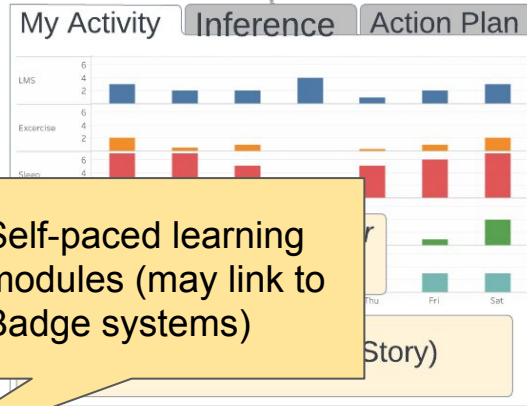 My Activity Inference Action Plan
6
LMS 4
2
6
Excercise 4
2
6
Sleep 4
Self-paced learning
modules (may link to
Badge systems)
r
Thu Fri Sat
Story)